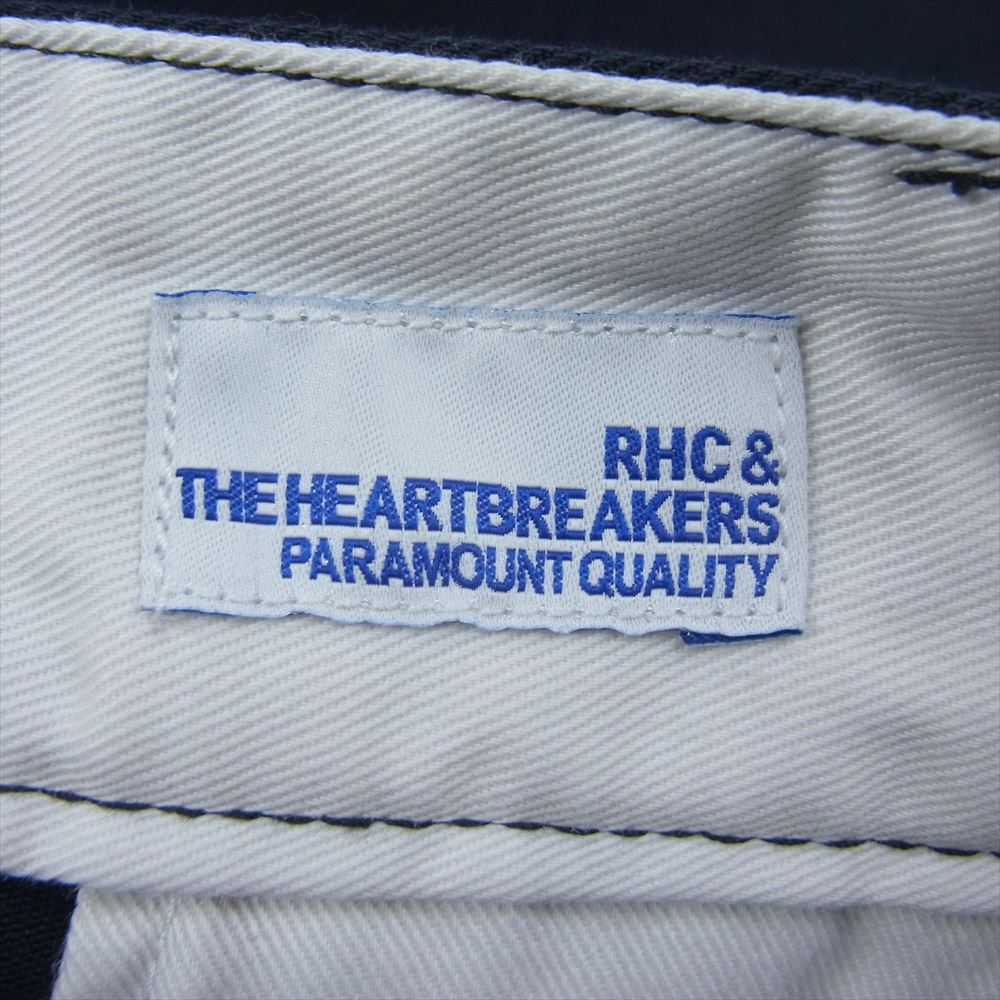 RHC &
THE HEARTBREAKERS
PARAMOUNT QUALITY